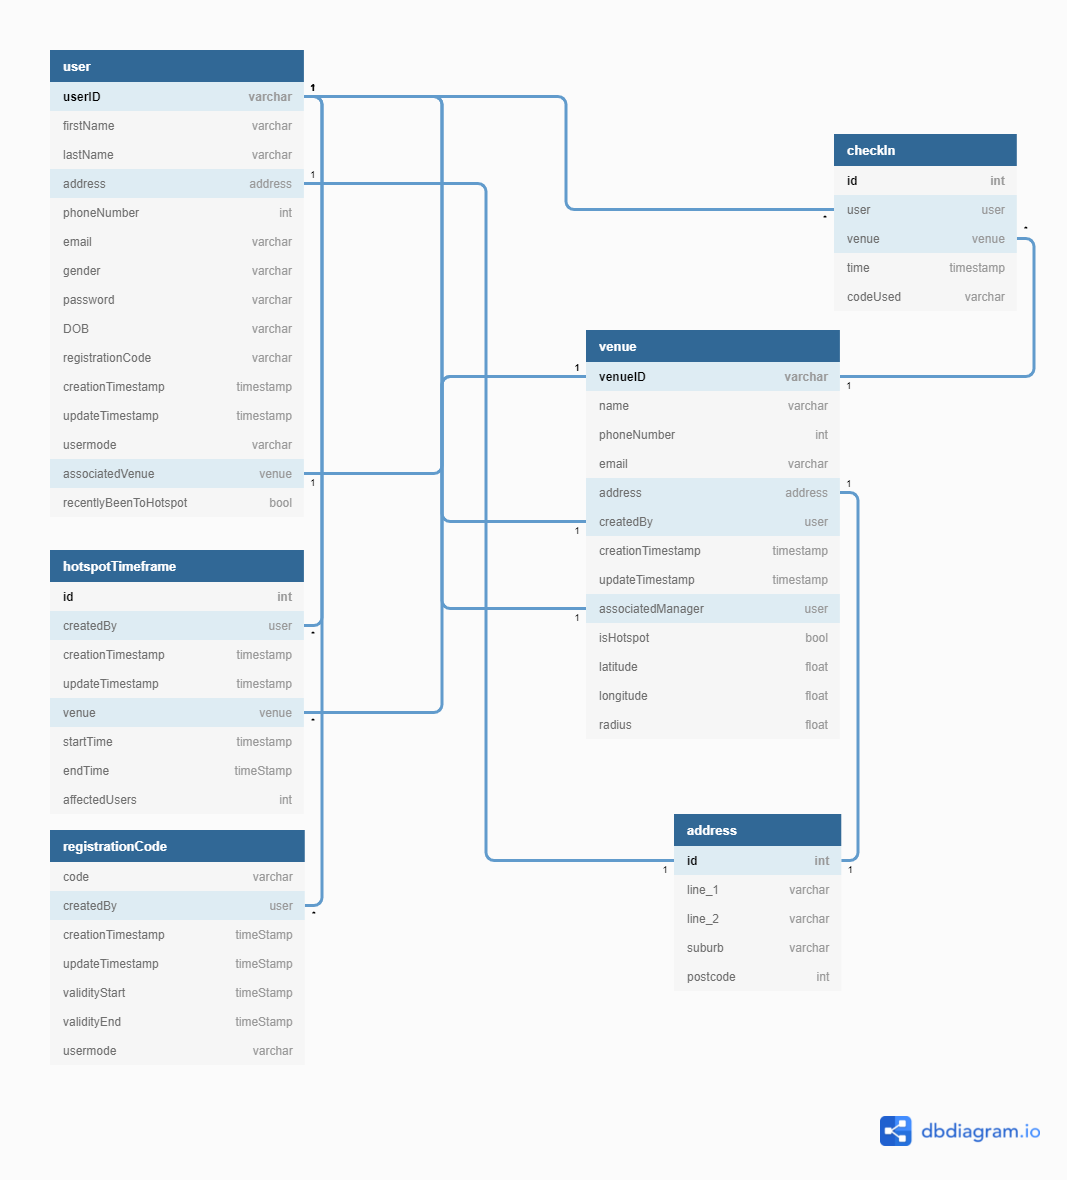 user
userID varchar
firstName varchar
lastName varchar
address address
phoneNumber int
email varchar
gender varchar
password varchar
DOB varchar
registrationCode varchar
creationTimestamp timestamp
updateTimestamp timestamp
usermode varchar
associatedVenue venue
recentlyBeenToHotspot bool
1
1
1
hotspotTimeframe
id int
createdBy user
creationTimestamp timestamp
updateTimestamp timestamp
venue venue
startTime timestamp
endTime timeStamp
affectedUsers int
*
*
registrationCode
code varchar
createdBy user
creationTimestamp timeStamp
updateTimestamp timeStamp
validityStart timeStamp
validityEnd timeStamp
usermode varchar
*
checkIn
id int
user user
venue venue
time timestamp
codeUsed varchar
*
*
venue
venueID varchar
name varchar
phoneNumber int
email varchar
address address
createdBy user
creationTimestamp timestamp
updateTimestamp timestamp
associatedManager user
isHotspot bool
latitude float
longitude float
radius float
1
1
1
1
1
address
id int
line_1 varchar
line_2 varchar
suburb varchar
postcode int
1
1
dbdiagram.io